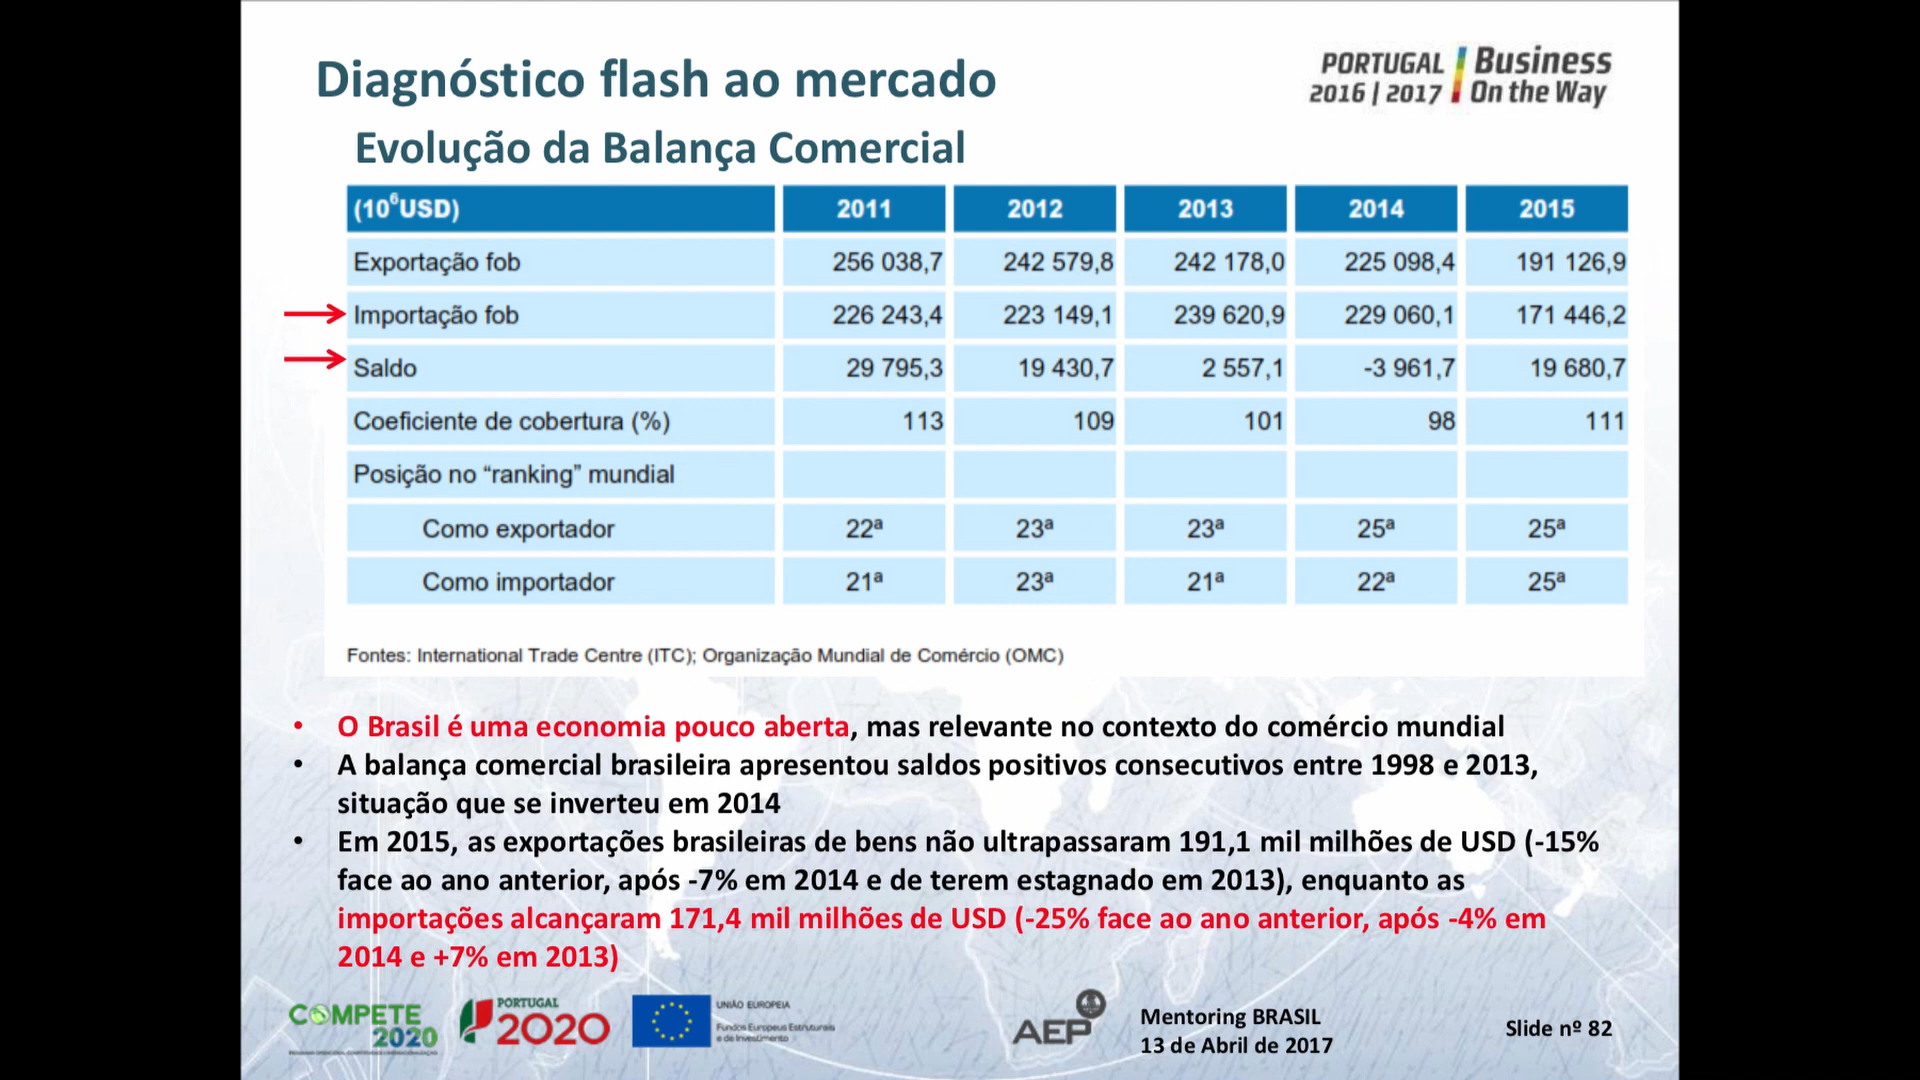 Diagnóstico flash ao mercado
PORTUGAL 2016 | 2017 Business On the Way
Evolução da Balança Comercial
(10⁶USD) 2011 2012 2013 2014 2015
Exportação fob 256 038,7 242 579,8 242 178,0 225 098,4 191 126,9
Importação fob 226 243,4 223 149,1 239 620,9 229 060,1 171 446,2
Saldo 29 795,3 19 430,7 2 557,1 -3 961,7 19 680,7
Coeficiente de cobertura (%) 113 109 101 98 111
Posição no “ranking” mundial
Como exportador 22ª 23ª 23ª 25ª 25ª
Como importador 21ª 23ª 21ª 22ª 25ª
Fontes: International Trade Centre (ITC); Organização Mundial de Comércio (OMC)
• O Brasil é uma economia pouco aberta, mas relevante no contexto do comércio mundial
• A balança comercial brasileira apresentou saldos positivos consecutivos entre 1998 e 2013,
situação que se inverteu em 2014
• Em 2015, as exportações brasileiras de bens não ultrapassaram 191,1 mil milhões de USD (-15%
face ao ano anterior, após -7% em 2014 e de terem estagnado em 2013), enquanto as
importações alcançaram 171,4 mil milhões de USD (-25% face ao ano anterior, após -4% em
2014 e +7% em 2013)
COMPETE
2020
PORTUGAL
2020
UNIÃO EUROPEIA
Fundos Europeus Estruturais
e de Investimento
AEP
Mentoring BRASIL
13 de Abril de 2017
Slide nº 82